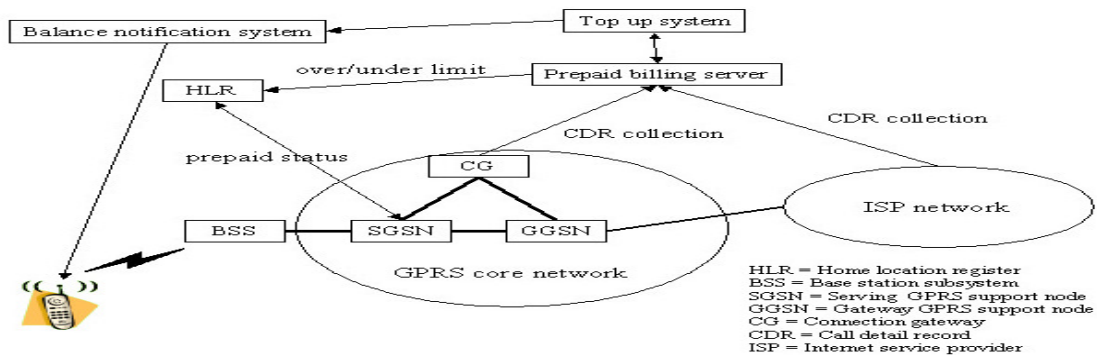 Top up system
Balance notification system
Prepaid billing server
over/under limit
HLR
CDR collection
CDR collection
prepaid status
CG
ISP network
BSS
SGSN
GGSN
GPRS core network
HLR = Home location register
BSS = Base station subsystem
SGSN = Serving GPRS support node
GGSN = Gateway GPRS support node
CG = Connection gateway
CDR = Call detail record
ISP = Internet service provider